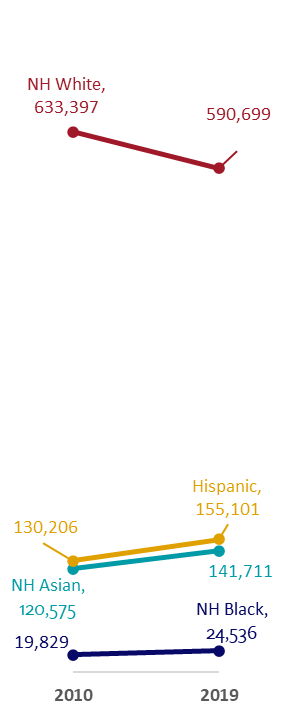 NH White,
633,397
590,699
Hispanic,
155,101
130,206
141,711
NH Asian,
120,575
NH Black,
24,536
19,829
2010 2019